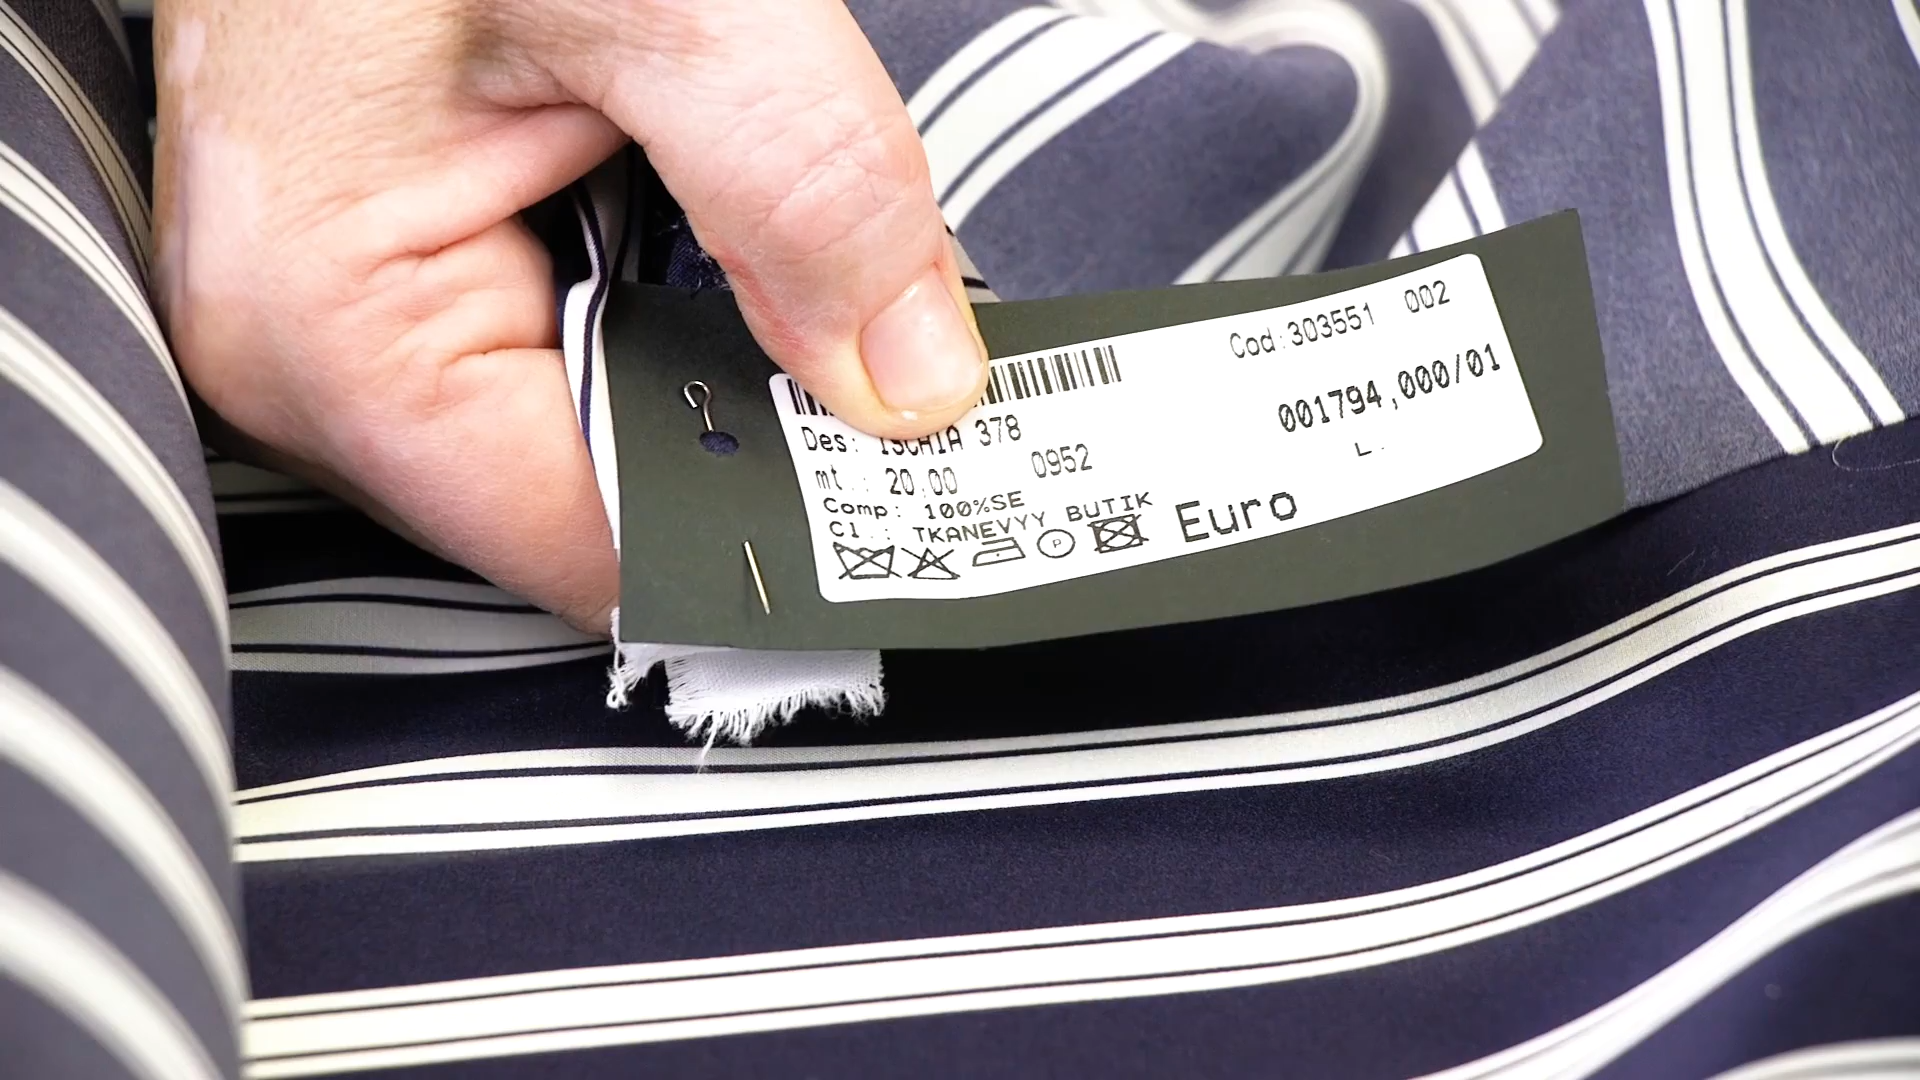 Cod:303551 002
001794,000/01
Des: ISCHIA 378
mt.: 20,00 0952
L.
Comp: 100%SE
Cl.: TKANEVYY BUTIK
P
Euro